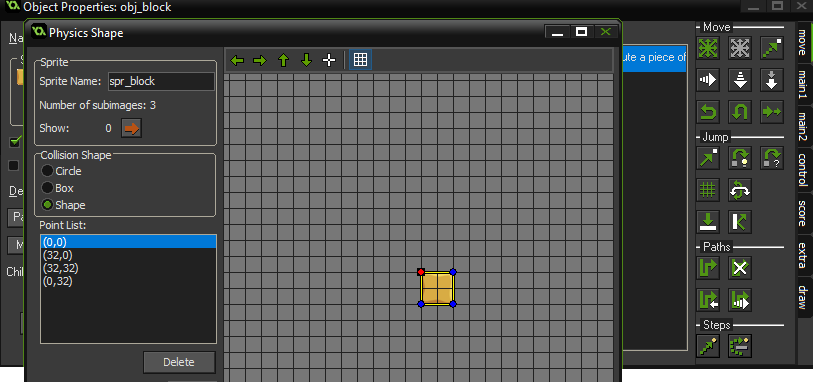 Object Properties: obj_block
Physics Shape
Sprite
Sprite Name: spr_block
Number of subimages: 3
Show: 0
Collision Shape
Circle
Box
Shape
Point List:
(0,0)
(32,0)
(32,32)
(0,32)
Delete
Na
De
Pa
M
Chil
ute a piece of
Move
Jump
Paths
Steps
move
main1
main2
control
score
extra
draw